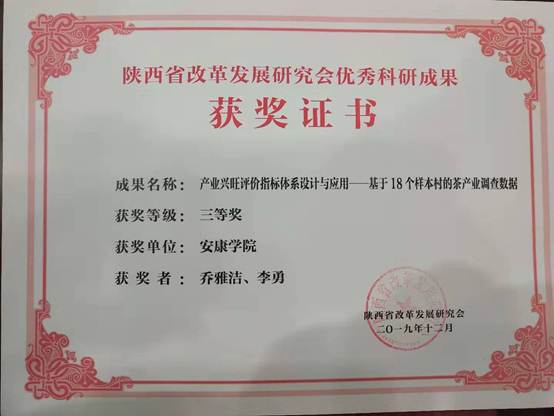 陕西省改革发展研究会优秀科研成果
获奖证书
成果名称： 产业兴旺评价指标体系设计与应用——基于 18 个样本村的茶产业调查数据
获奖等级： 三等奖
获奖单位： 安康学院
获 奖 者： 乔雅洁、李勇
陕西省改革发展研究会
二〇一九年十二月